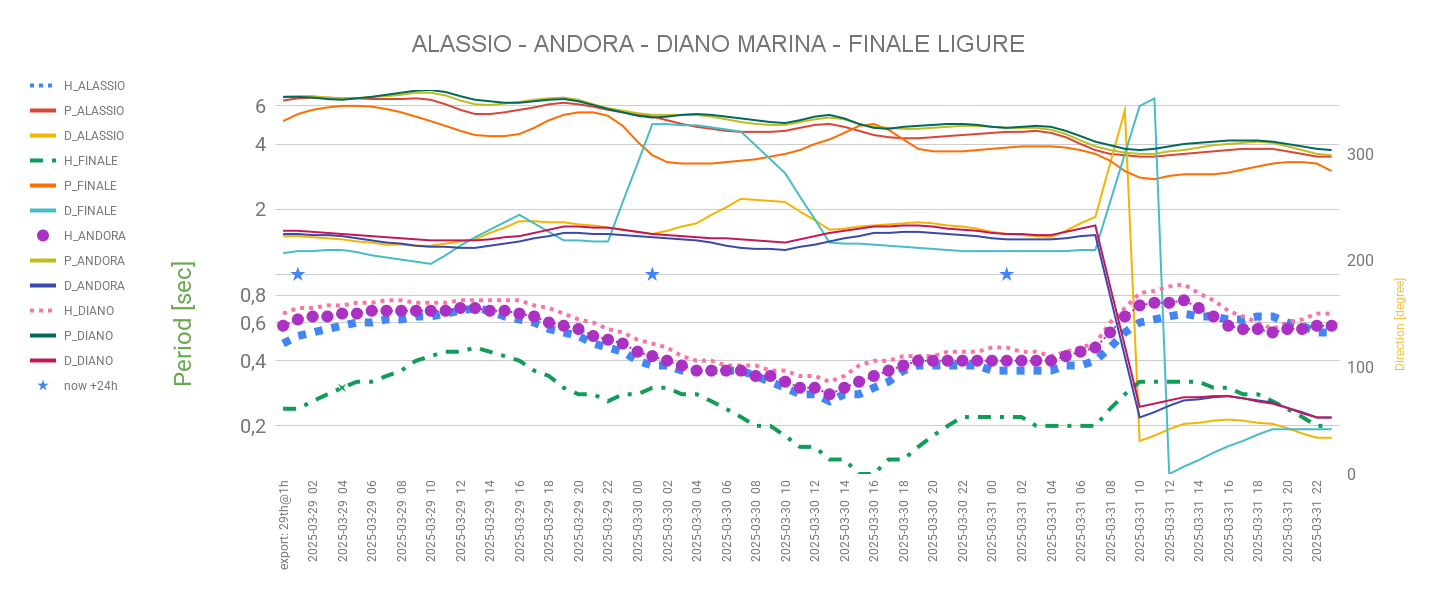 ALASSIO - ANDORA - DIANO MARINA - FINALE LIGURE
H_ALASSIO
P_ALASSIO
D_ALASSIO
H_FINALE
P_FINALE
D_FINALE
H_ANDORA
P_ANDORA
D_ANDORA
H_DIANO
P_DIANO
D_DIANO
now +24h
Period [sec]
6
4
2
0,8
0,6
0,4
0,2
300
200
100
0
Direction [degree]
export: 29th@1h
2025-03-29 02
2025-03-29 04
2025-03-29 06
2025-03-29 08
2025-03-29 10
2025-03-29 12
2025-03-29 14
2025-03-29 16
2025-03-29 18
2025-03-29 20
2025-03-29 22
2025-03-30 00
2025-03-30 02
2025-03-30 04
2025-03-30 06
2025-03-30 08
2025-03-30 10
2025-03-30 12
2025-03-30 14
2025-03-30 16
2025-03-30 18
2025-03-30 20
2025-03-30 22
2025-03-31 00
2025-03-31 02
2025-03-31 04
2025-03-31 06
2025-03-31 08
2025-03-31 10
2025-03-31 12
2025-03-31 14
2025-03-31 16
2025-03-31 18
2025-03-31 20
2025-03-31 22